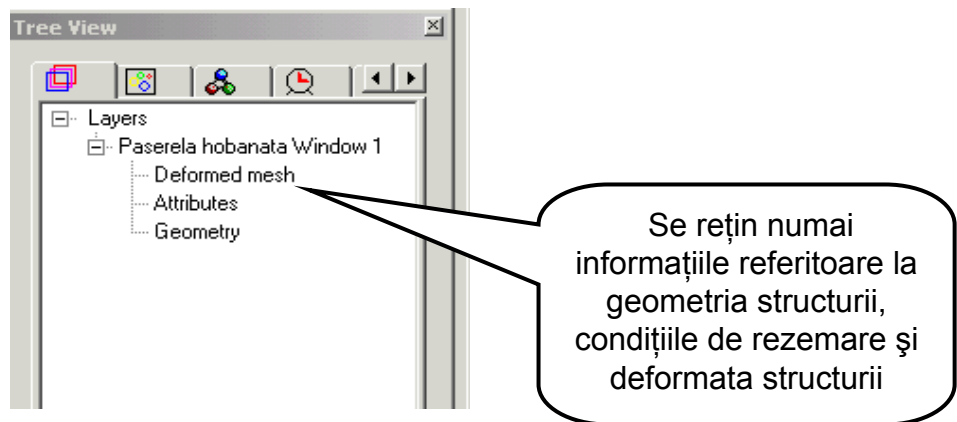 Tree View
Layers
Paserela hobanata Window 1
Deformed mesh
Attributes
Geometry
Se rețin numai
informațiile referitoare la
geometria structurii,
condițiile de rezemare şi
deformata structurii